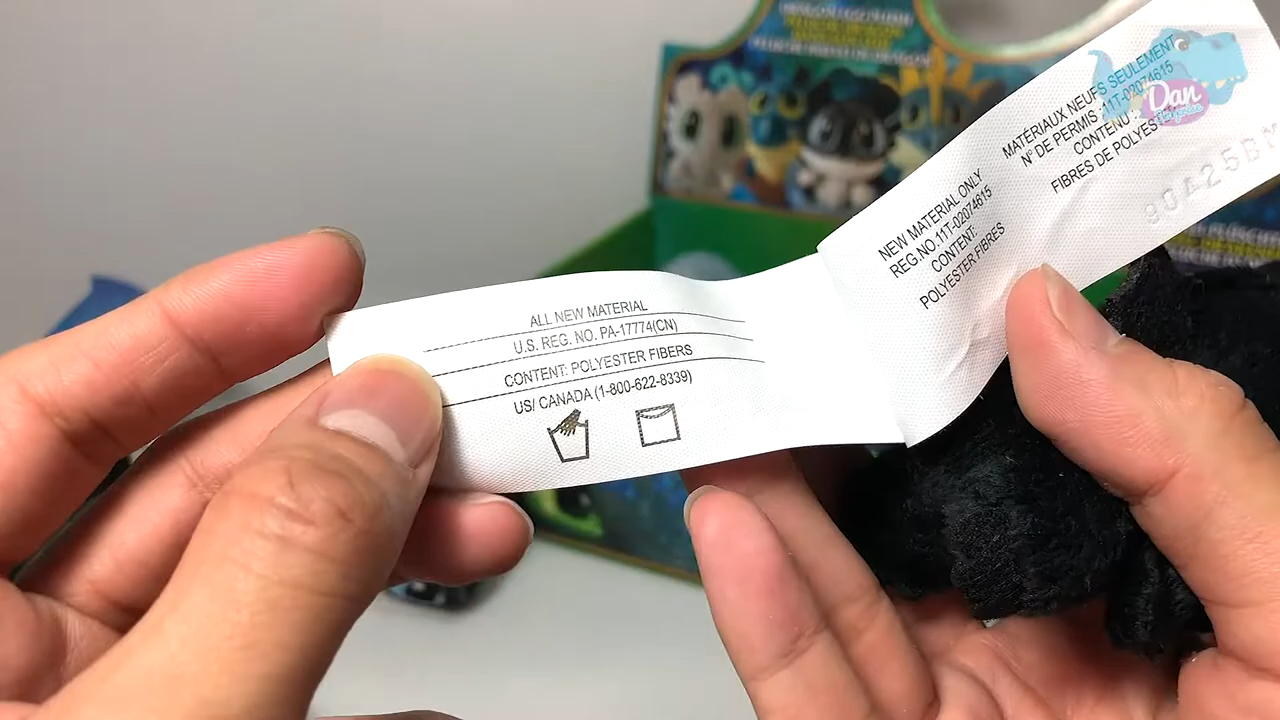 ALL NEW MATERIAL
U.S. REG. NO. PA-17774(CN)
CONTENT: POLYESTER FIBERS
US/ CANADA (1-800-622-8339)
NEW MATERIAL ONLY
REG.NO.11T-02074615
CONTENT:
POLYESTER FIBRES
MATÉRIAUX NEUFS SEULEMENT
N° DE PERMIS :11T-02074615
CONTENU
FIBRES DE
90425B
Dan
Surprise